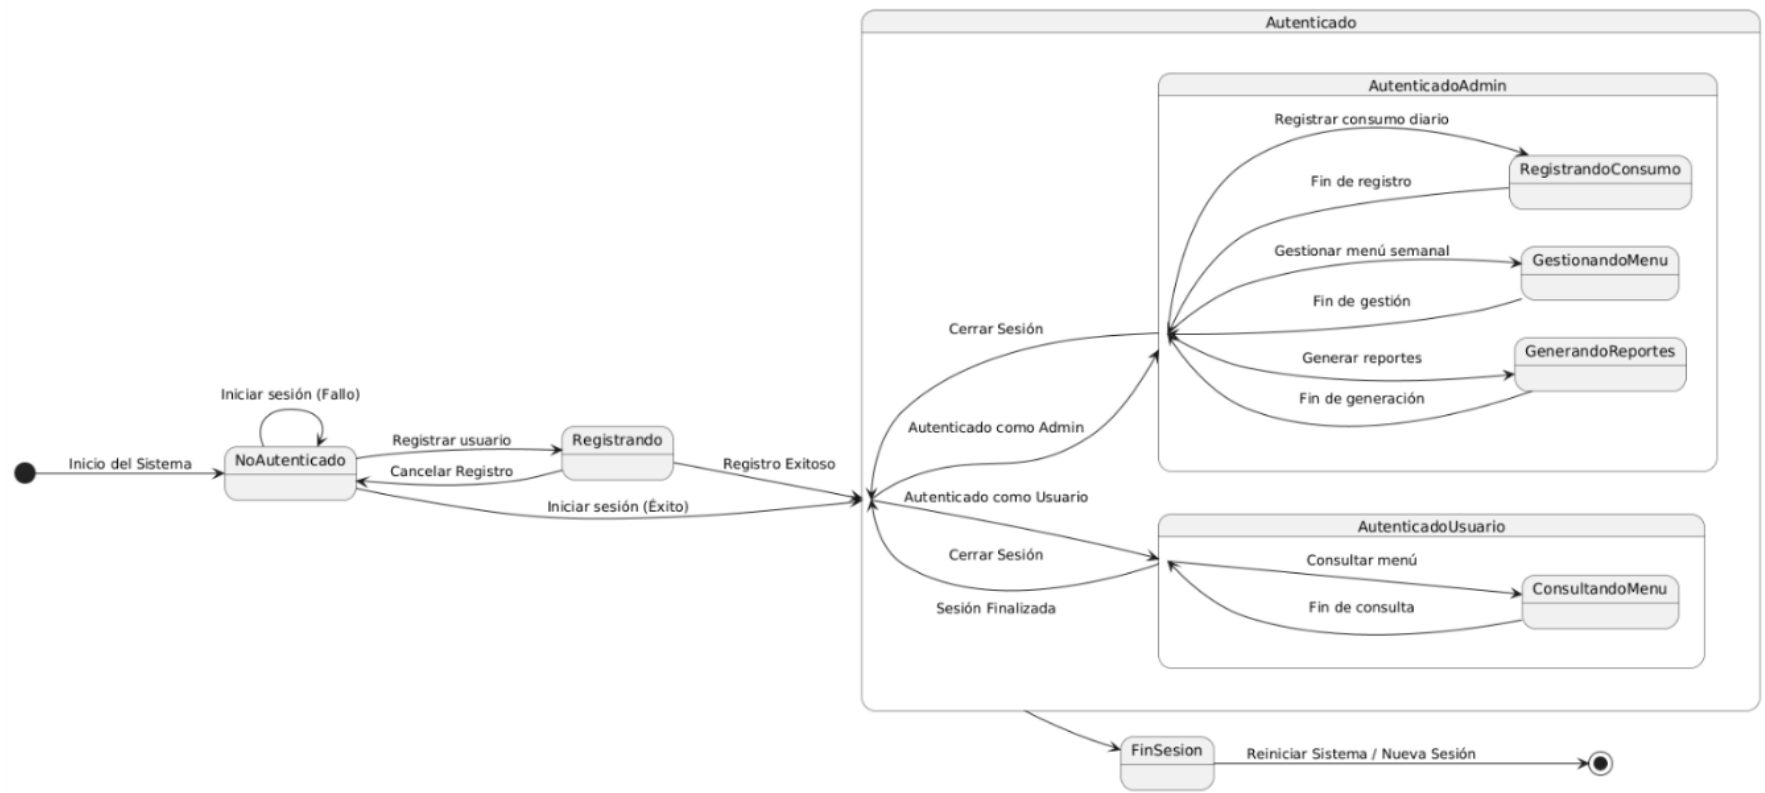 Autenticado
AutenticadoAdmin
Registrar consumo diario
RegistrandoConsumo
Fin de registro
Gestionar menú semanal
GestionandoMenu
Fin de gestión
Cerrar Sesión
GenerandoReportes
Generar reportes
Fin de generación
Iniciar sesión (Fallo)
Autenticado como Admin
Registrar usuario
Registrando
NoAutenticado
Inicio del Sistema
Cancelar Registro
Registro Exitoso
Iniciar sesión (Éxito)
Autenticado como Usuario
AutenticadoUsuario
Cerrar Sesión
Consultar menú
ConsultandoMenu
Sesión Finalizada
Fin de consulta
FinSesion
Reiniciar Sistema / Nueva Sesión